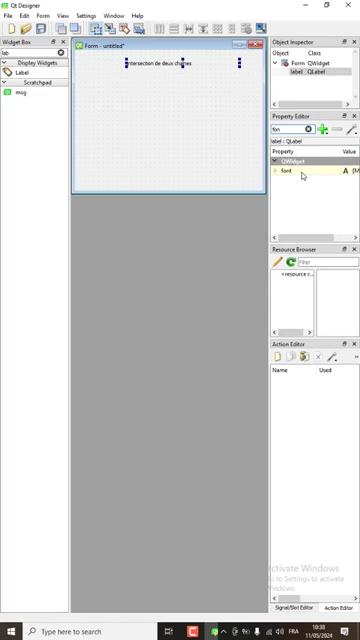 Qt Designer
File Edit Form View Settings Window Help
Widget Box
lab
Display Widgets
Label
Scratchpad
msg
Form - untitled*
Intersection de deux chaines
Object Inspector
Object Class
Form QWidget
label QLabel
Property Editor
fon
label : QLabel
Property Value
QWidget
font A [M
Resource Browser
Filter
<resource r...
Action Editor
Name Used
Activate Windows
Go to Settings to activate
Windows.
Signal/Slot Editor Action Editor
Type here to search
FRA
10:38
11/05/2024